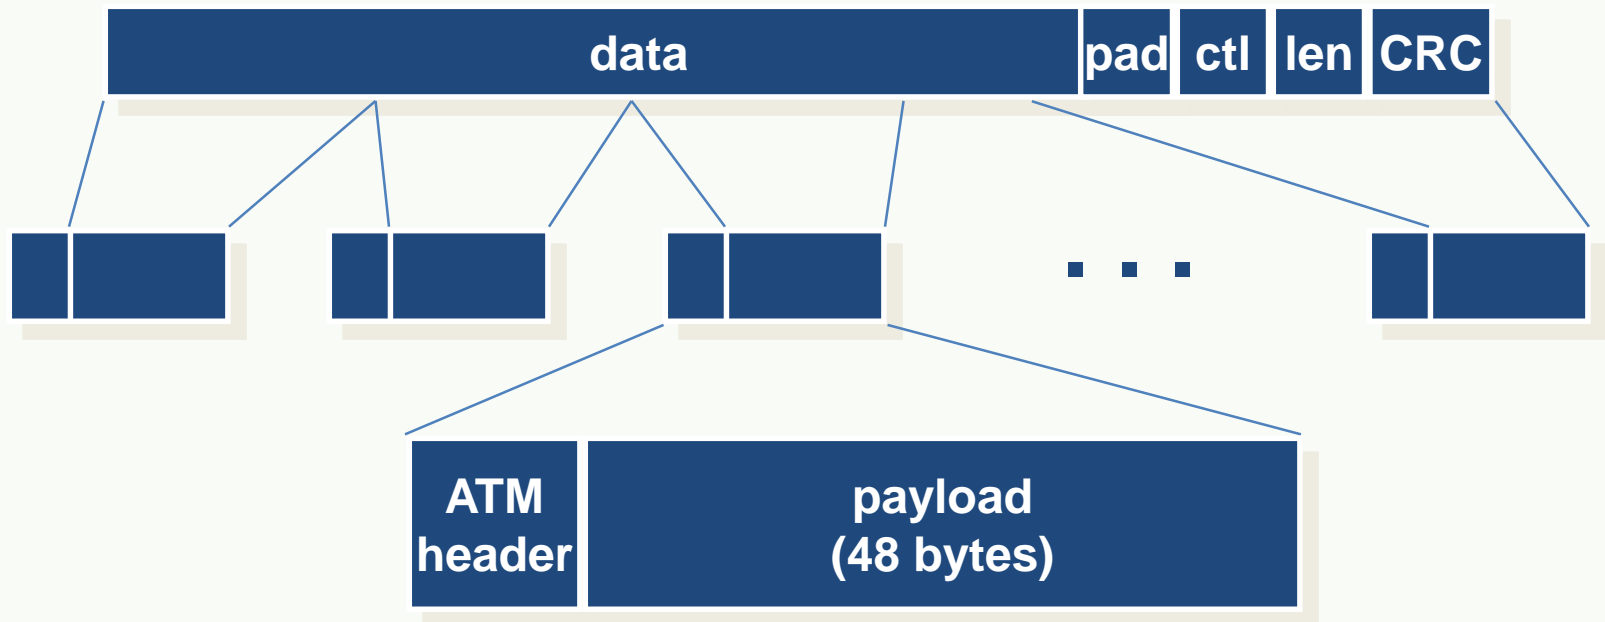 data pad ctl len CRC
ATM payload
header (48 bytes)